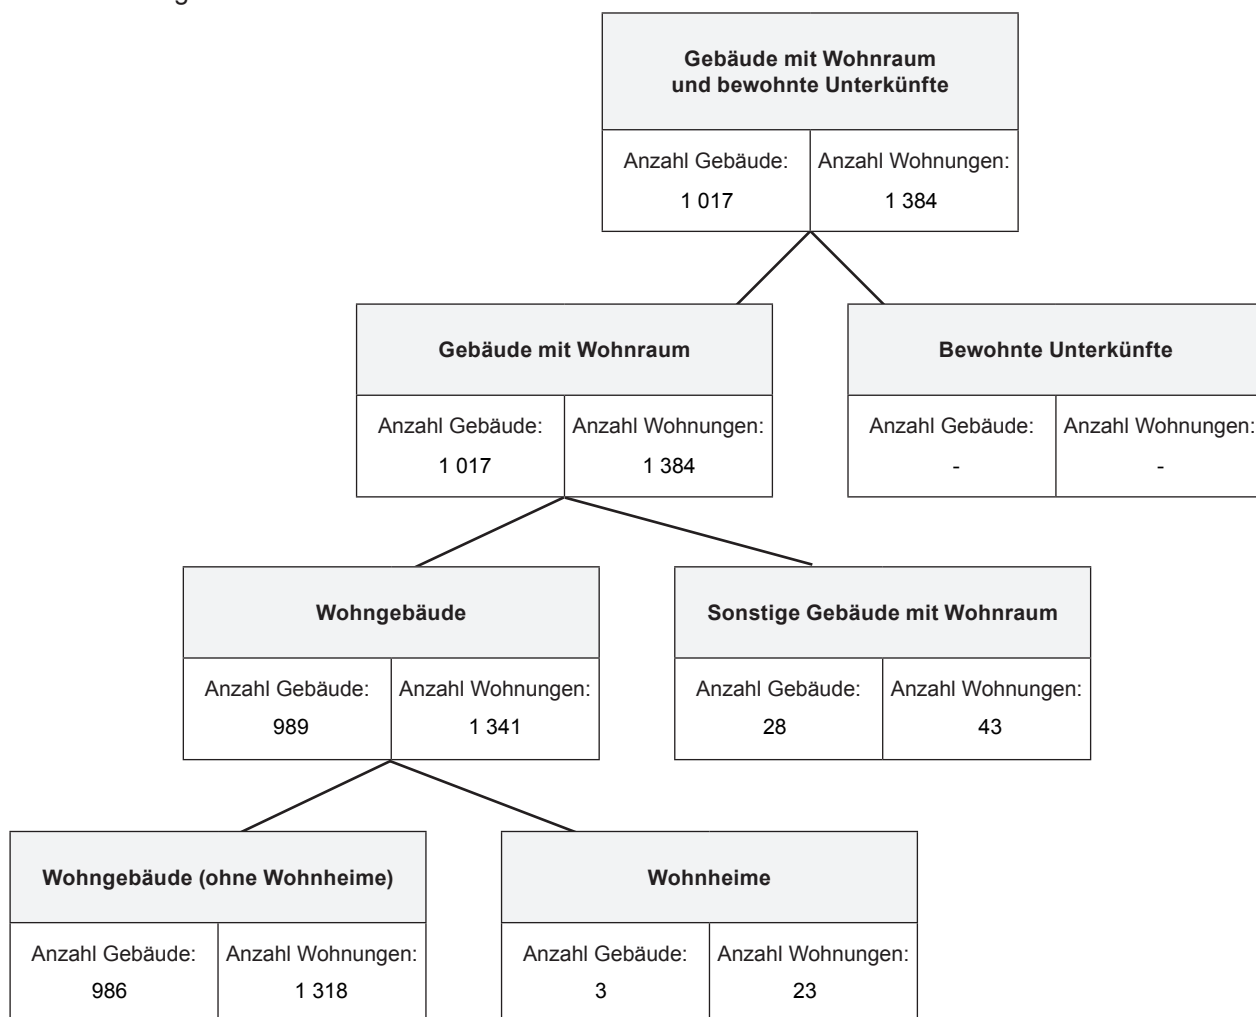 Gebäude mit Wohnraum
und bewohnte Unterkünfte
Anzahl Gebäude: Anzahl Wohnungen:
1 017 1 384
Gebäude mit Wohnraum Bewohnte Unterkünfte
Anzahl Gebäude: Anzahl Wohnungen: Anzahl Gebäude: Anzahl Wohnungen:
1 017 1 384 - -
Wohngebäude Sonstige Gebäude mit Wohnraum
Anzahl Gebäude: Anzahl Wohnungen: Anzahl Gebäude: Anzahl Wohnungen:
989 1 341 28 43
Wohngebäude (ohne Wohnheime) Wohnheime
Anzahl Gebäude: Anzahl Wohnungen: Anzahl Gebäude: Anzahl Wohnungen:
986 1 318 3 23